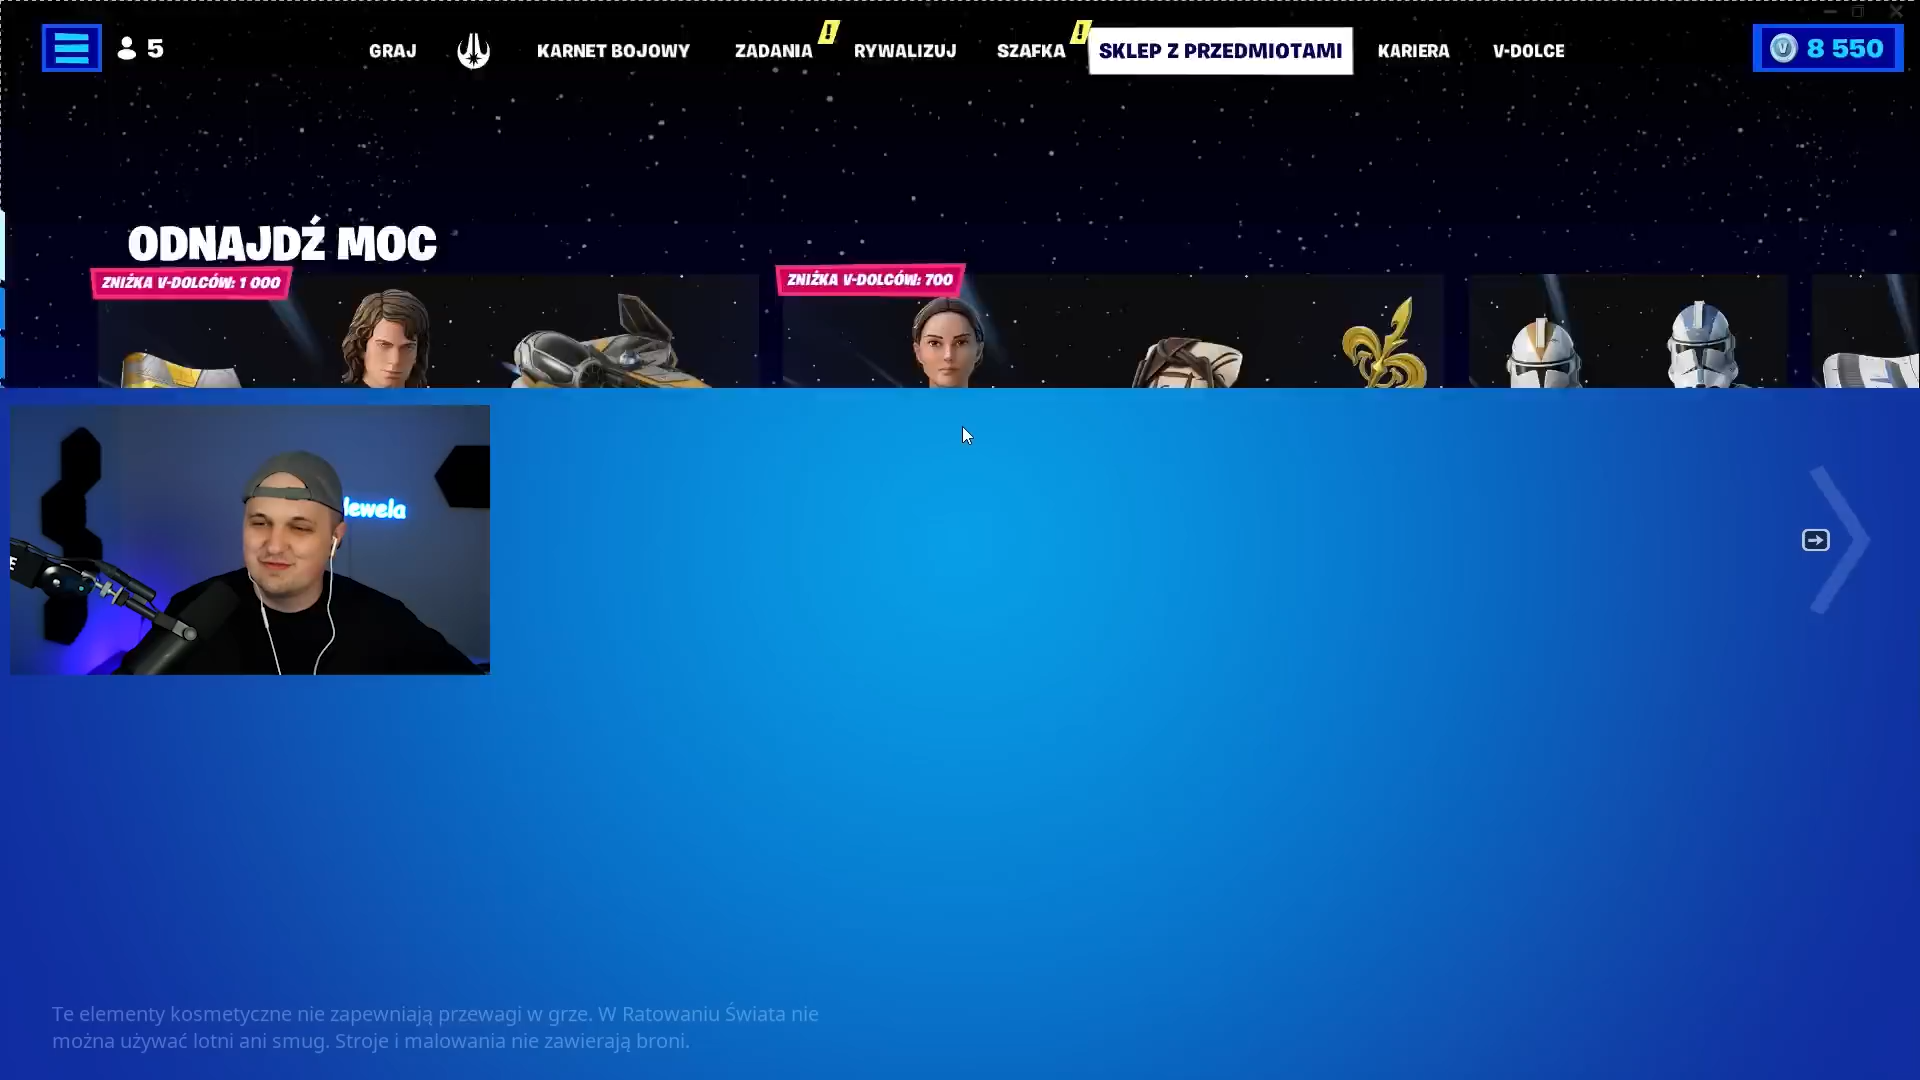 5
GRAJ
KARNET BOJOWY
ZADANIA
!
RYWALIZUJ
SZAFKA
!
SKLEP Z PRZEDMIOTAMI
KARIERA
V-DOLCE
V
8 550
ODNAJDŹ MOC
ZNIŻKA V-DOLCÓW: 1 000
ZNIŻKA V-DOLCÓW: 700
lewela
E
Te elementy kosmetyczne nie zapewniają przewagi w grze. W Ratowaniu Świata nie
można używać lotni ani smug. Stroje i malowania nie zawierają broni.